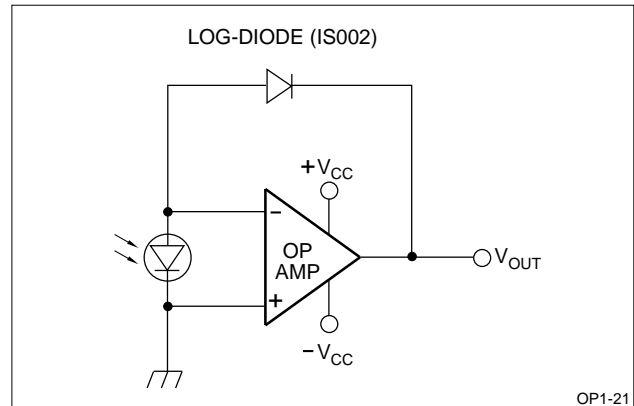 LOG-DIODE (IS002)
+VCC
−
OP
AMP
+
VOUT
−VCC
OP1-21